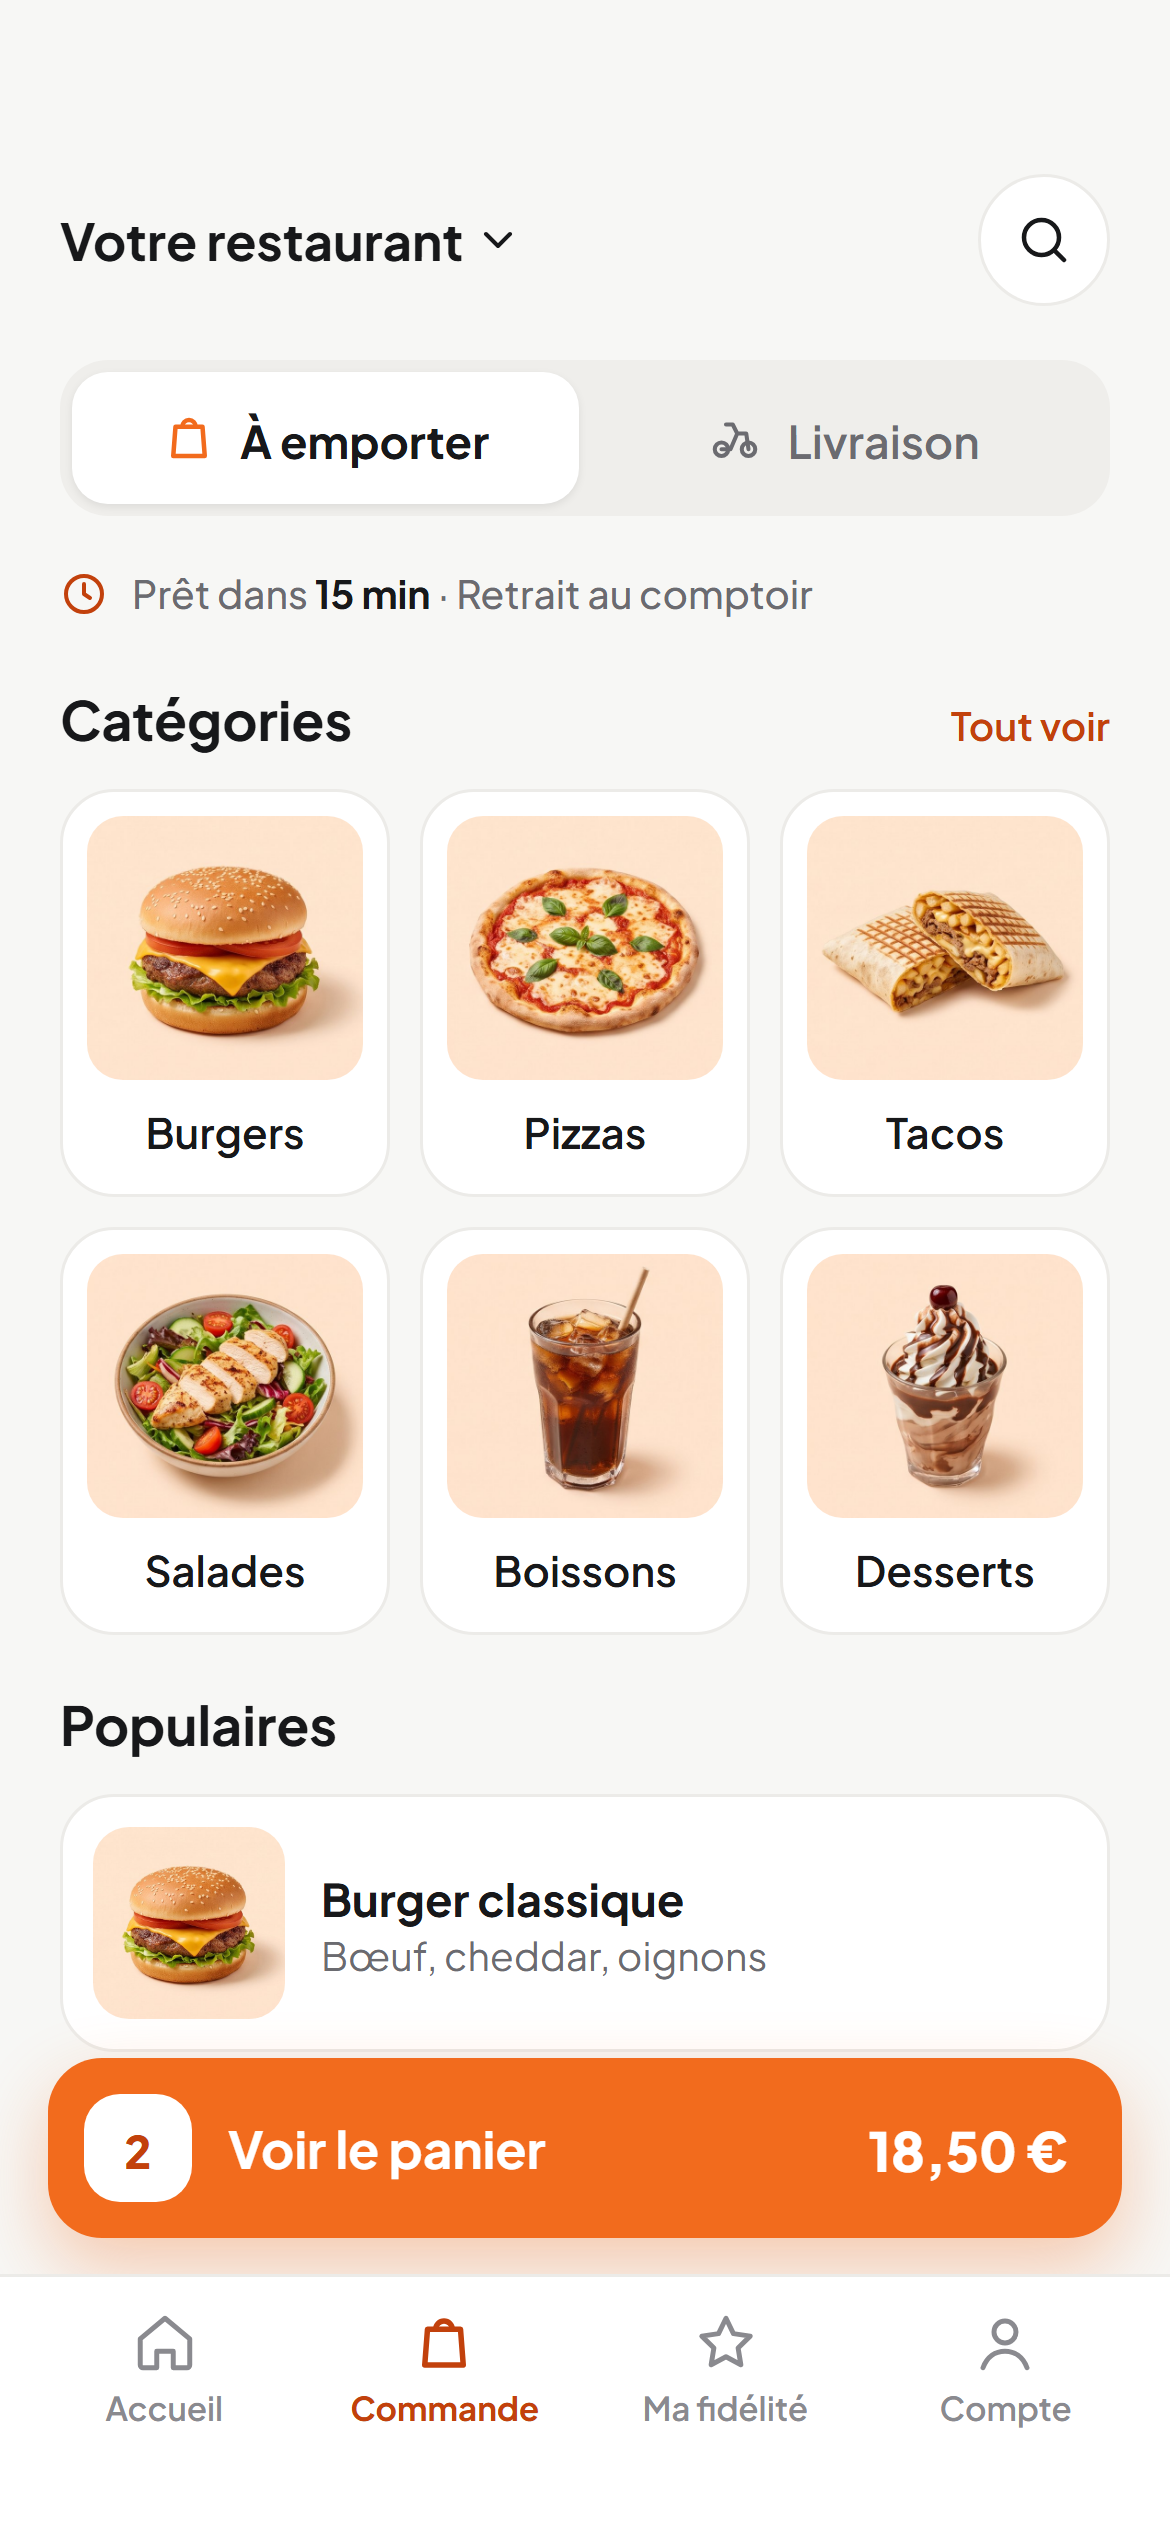 Votre restaurant
À emporter
Livraison
Prêt dans 15 min · Retrait au comptoir
Catégories
Tout voir
Burgers
Pizzas
Tacos
Salades
Boissons
Desserts
Populaires
Burger classique
Bœuf, cheddar, oignons
2 Voir le panier 18,50 €
Accueil
Commande
Ma fidélité
Compte